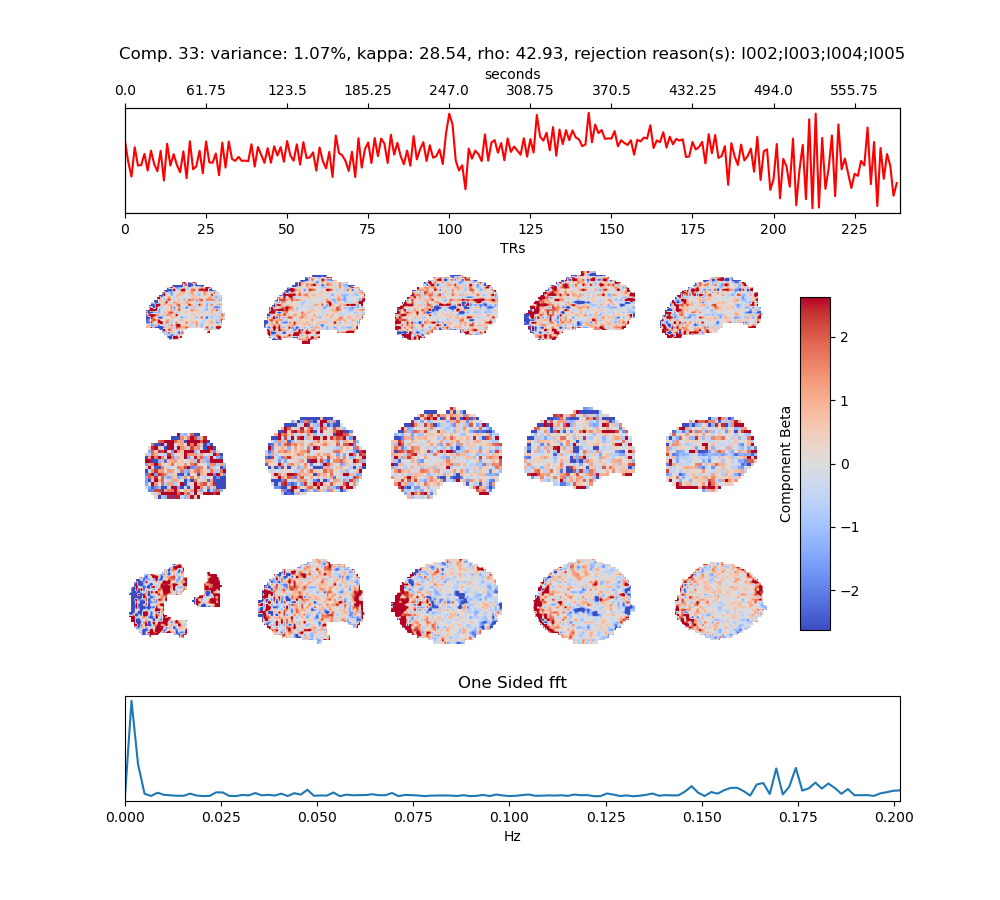 Comp. 33: variance: 1.07%, kappa: 28.54, rho: 42.93, rejection reason(s): I002;I003;I004;I005
seconds
0.0 61.75 123.5 185.25 247.0 308.75 370.5 432.25 494.0 555.75
0 25 50 75 100 125 150 175 200 225
TRs
2
1
0
−1
−2
Component Beta
One Sided fft
0.000 0.025 0.050 0.075 0.100 0.125 0.150 0.175 0.200
Hz